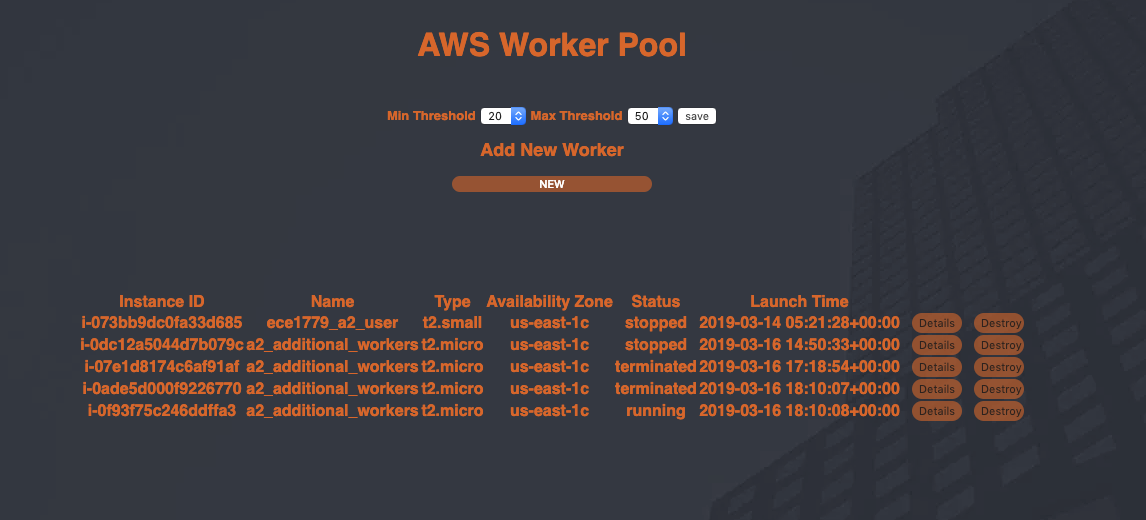 AWS Worker Pool
Min Threshold 20 Max Threshold 50 save
Add New Worker
NEW
Instance ID Name Type Availability Zone Status Launch Time
i-073bb9dc0fa33d685 ece1779_a2_user t2.small us-east-1c stopped 2019-03-14 05:21:28+00:00 Details Destroy
i-0dc12a5044d7b079c a2_additional_workers t2.micro us-east-1c stopped 2019-03-16 14:50:33+00:00 Details Destroy
i-07e1d8174c6af91af a2_additional_workers t2.micro us-east-1c terminated 2019-03-16 17:18:54+00:00 Details Destroy
i-0ade5d000f9226770 a2_additional_workers t2.micro us-east-1c terminated 2019-03-16 18:10:07+00:00 Details Destroy
i-0f93f75c246ddffa3 a2_additional_workers t2.micro us-east-1c running 2019-03-16 18:10:08+00:00 Details Destroy